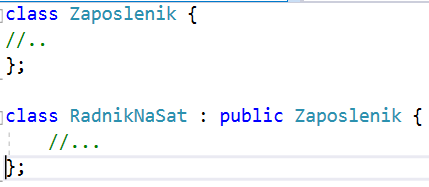 class Zaposlenik {
//..
};
class RadnikNaSat : public Zaposlenik {
//...
};